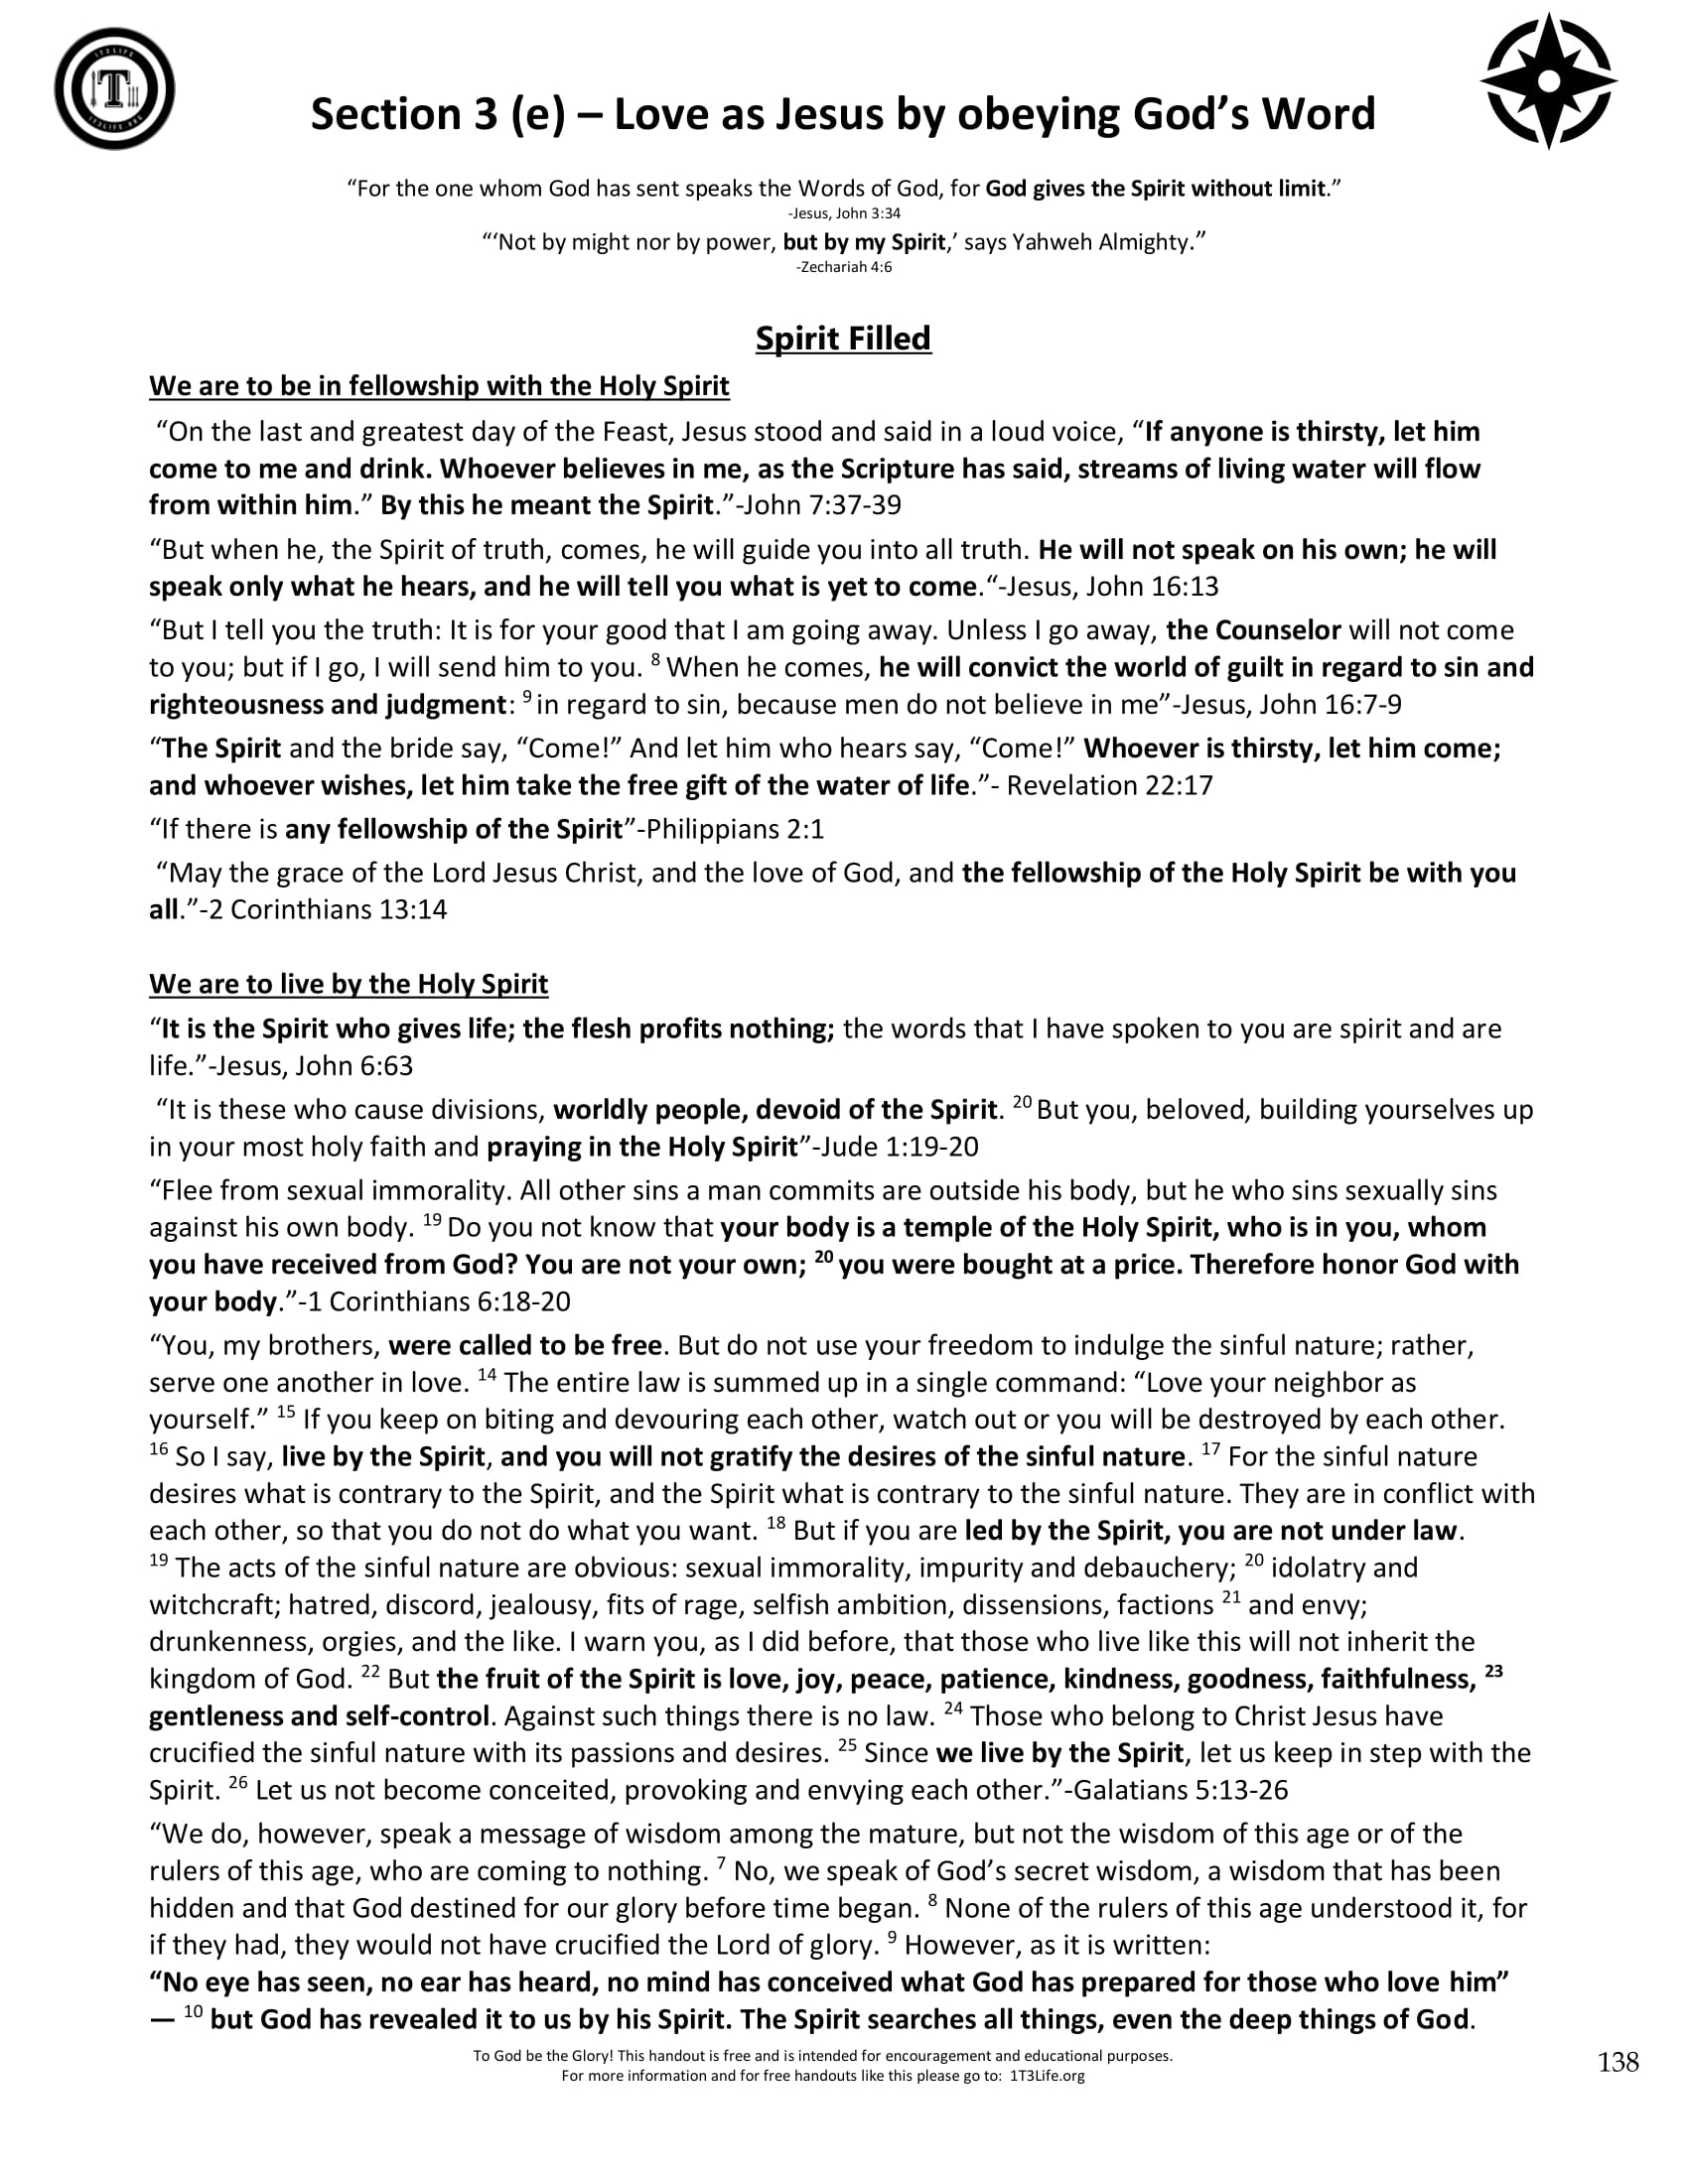 1T3LIFE
T
1T3LIFE.ORG
Section 3 (e) – Love as Jesus by obeying God’s Word
“For the one whom God has sent speaks the Words of God, for God gives the Spirit without limit.”
-Jesus, John 3:34
“‘Not by might nor by power, but by my Spirit,’ says Yahweh Almighty.”
-Zechariah 4:6
Spirit Filled
We are to be in fellowship with the Holy Spirit
“On the last and greatest day of the Feast, Jesus stood and said in a loud voice, “If anyone is thirsty, let him
come to me and drink. Whoever believes in me, as the Scripture has said, streams of living water will flow
from within him.” By this he meant the Spirit.”-John 7:37-39
“But when he, the Spirit of truth, comes, he will guide you into all truth. He will not speak on his own; he will
speak only what he hears, and he will tell you what is yet to come.“-Jesus, John 16:13
“But I tell you the truth: It is for your good that I am going away. Unless I go away, the Counselor will not come
to you; but if I go, I will send him to you. 8 When he comes, he will convict the world of guilt in regard to sin and
righteousness and judgment: 9 in regard to sin, because men do not believe in me”-Jesus, John 16:7-9
“The Spirit and the bride say, “Come!” And let him who hears say, “Come!” Whoever is thirsty, let him come;
and whoever wishes, let him take the free gift of the water of life.”- Revelation 22:17
“If there is any fellowship of the Spirit”-Philippians 2:1
“May the grace of the Lord Jesus Christ, and the love of God, and the fellowship of the Holy Spirit be with you
all.”-2 Corinthians 13:14
We are to live by the Holy Spirit
“It is the Spirit who gives life; the flesh profits nothing; the words that I have spoken to you are spirit and are
life.”-Jesus, John 6:63
“It is these who cause divisions, worldly people, devoid of the Spirit. 20 But you, beloved, building yourselves up
in your most holy faith and praying in the Holy Spirit”-Jude 1:19-20
“Flee from sexual immorality. All other sins a man commits are outside his body, but he who sins sexually sins
against his own body. 19 Do you not know that your body is a temple of the Holy Spirit, who is in you, whom
you have received from God? You are not your own; 20 you were bought at a price. Therefore honor God with
your body.”-1 Corinthians 6:18-20
“You, my brothers, were called to be free. But do not use your freedom to indulge the sinful nature; rather,
serve one another in love. 14 The entire law is summed up in a single command: “Love your neighbor as
yourself.” 15 If you keep on biting and devouring each other, watch out or you will be destroyed by each other.
16 So I say, live by the Spirit, and you will not gratify the desires of the sinful nature. 17 For the sinful nature
desires what is contrary to the Spirit, and the Spirit what is contrary to the sinful nature. They are in conflict with
each other, so that you do not do what you want. 18 But if you are led by the Spirit, you are not under law.
19 The acts of the sinful nature are obvious: sexual immorality, impurity and debauchery; 20 idolatry and
witchcraft; hatred, discord, jealousy, fits of rage, selfish ambition, dissensions, factions 21 and envy;
drunkenness, orgies, and the like. I warn you, as I did before, that those who live like this will not inherit the
kingdom of God. 22 But the fruit of the Spirit is love, joy, peace, patience, kindness, goodness, faithfulness, 23
gentleness and self-control. Against such things there is no law. 24 Those who belong to Christ Jesus have
crucified the sinful nature with its passions and desires. 25 Since we live by the Spirit, let us keep in step with the
Spirit. 26 Let us not become conceited, provoking and envying each other.”-Galatians 5:13-26
“We do, however, speak a message of wisdom among the mature, but not the wisdom of this age or of the
rulers of this age, who are coming to nothing. 7 No, we speak of God’s secret wisdom, a wisdom that has been
hidden and that God destined for our glory before time began. 8 None of the rulers of this age understood it, for
if they had, they would not have crucified the Lord of glory. 9 However, as it is written:
“No eye has seen, no ear has heard, no mind has conceived what God has prepared for those who love him”
— 10 but God has revealed it to us by his Spirit. The Spirit searches all things, even the deep things of God.
To God be the Glory! This handout is free and is intended for encouragement and educational purposes.
For more information and for free handouts like this please go to: 1T3Life.org
138